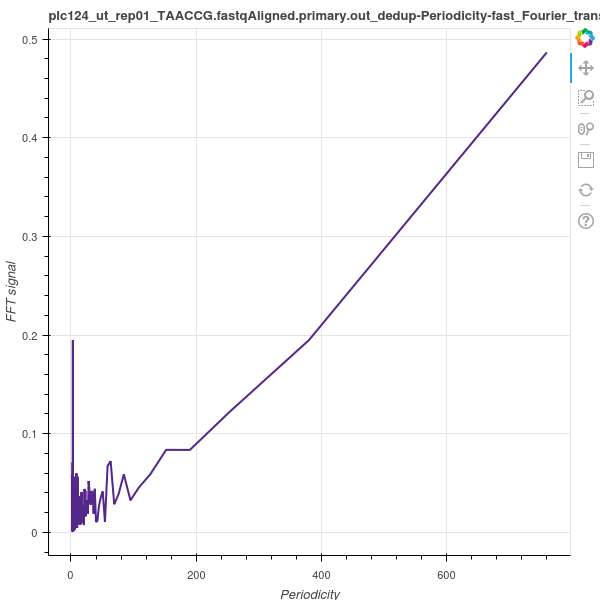 plc124_ut_rep01_TAACCG.fastqAligned.primary.out_dedup-Periodicity-fast_Fourier_trans
0.5
0.4
0.3
0.2
0.1
0
FFT signal
0 200 400 600
Periodicity